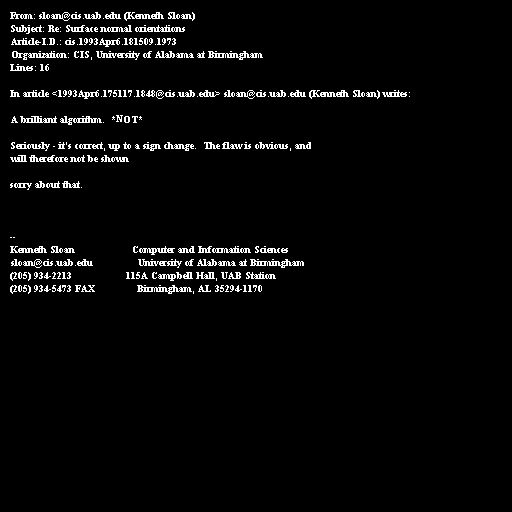 From: sloan@cis.uab.edu (Kenneth Sloan)
Subject: Re: Surface normal orientations
Article-I.D.: cis.1993Apr6.181509.1973
Organization: CIS, University of Alabama at Birmingham
Lines: 16
In article <1993Apr6.175117.1848@cis.uab.edu> sloan@cis.uab.edu (Kenneth Sloan) writes:
A brilliant algorithm. *NOT*
Seriously - it's correct, up to a sign change. The flaw is obvious, and
will therefore not be shown
sorry about that.
--
Kenneth Sloan Computer and Information Sciences
sloan@cis.uab.edu University of Alabama at Birmingham
(205) 934-2213 115A Campbell Hall, UAB Station
(205) 934-5473 FAX Birmingham, AL 35294-1170